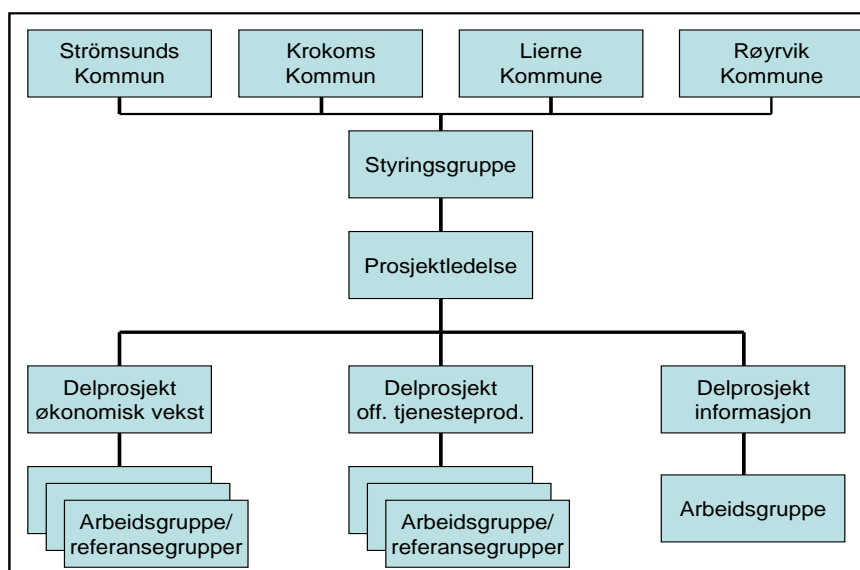 Strömsunds
Kommun
Krokoms
Kommun
Lierne
Kommune
Røyrvik
Kommune
Styringsgruppe
Prosjektledelse
Delprosjekt
økonomisk vekst
Delprosjekt
off. tjenesteprod.
Delprosjekt
informasjon
Arbeidsgruppe/
referansegrupper
Arbeidsgruppe/
referansegrupper
Arbeidsgruppe